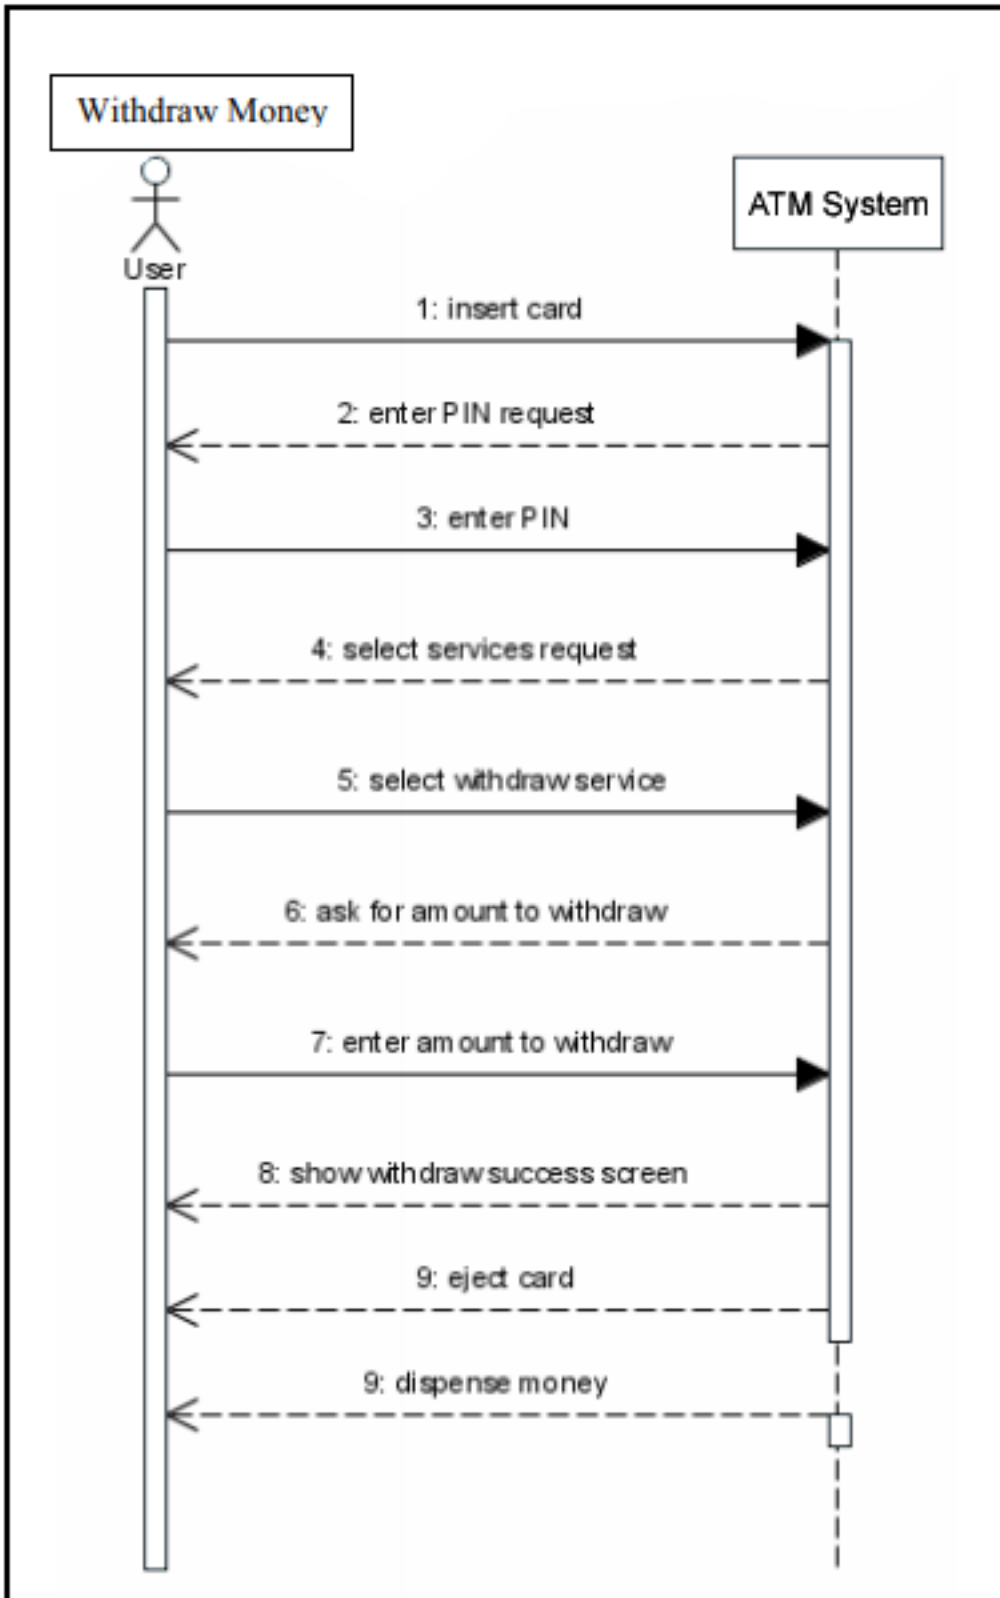 Withdraw Money
ATM System
User
1: insert card
2: enter PIN request
3: enter PIN
4: select services request
5: select withdraw service
6: ask for amount to withdraw
7: enter amount to withdraw
8: show withdraw success screen
9: eject card
9: dispense money